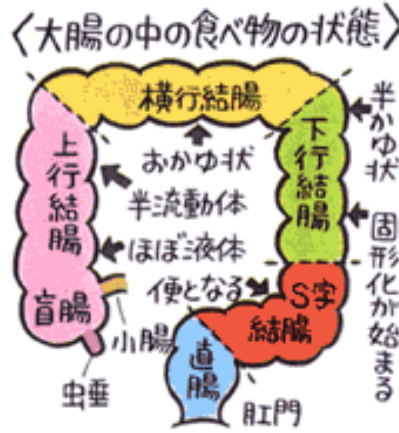 〈大腸の中の食べ物の状態〉
横行結腸
上行結腸
下行結腸
半かゆ状
おかゆ状
半流動体
ほぼ液体
固形化が始まる
便となる
S字
結腸
盲腸
小腸
虫垂
直腸
肛門